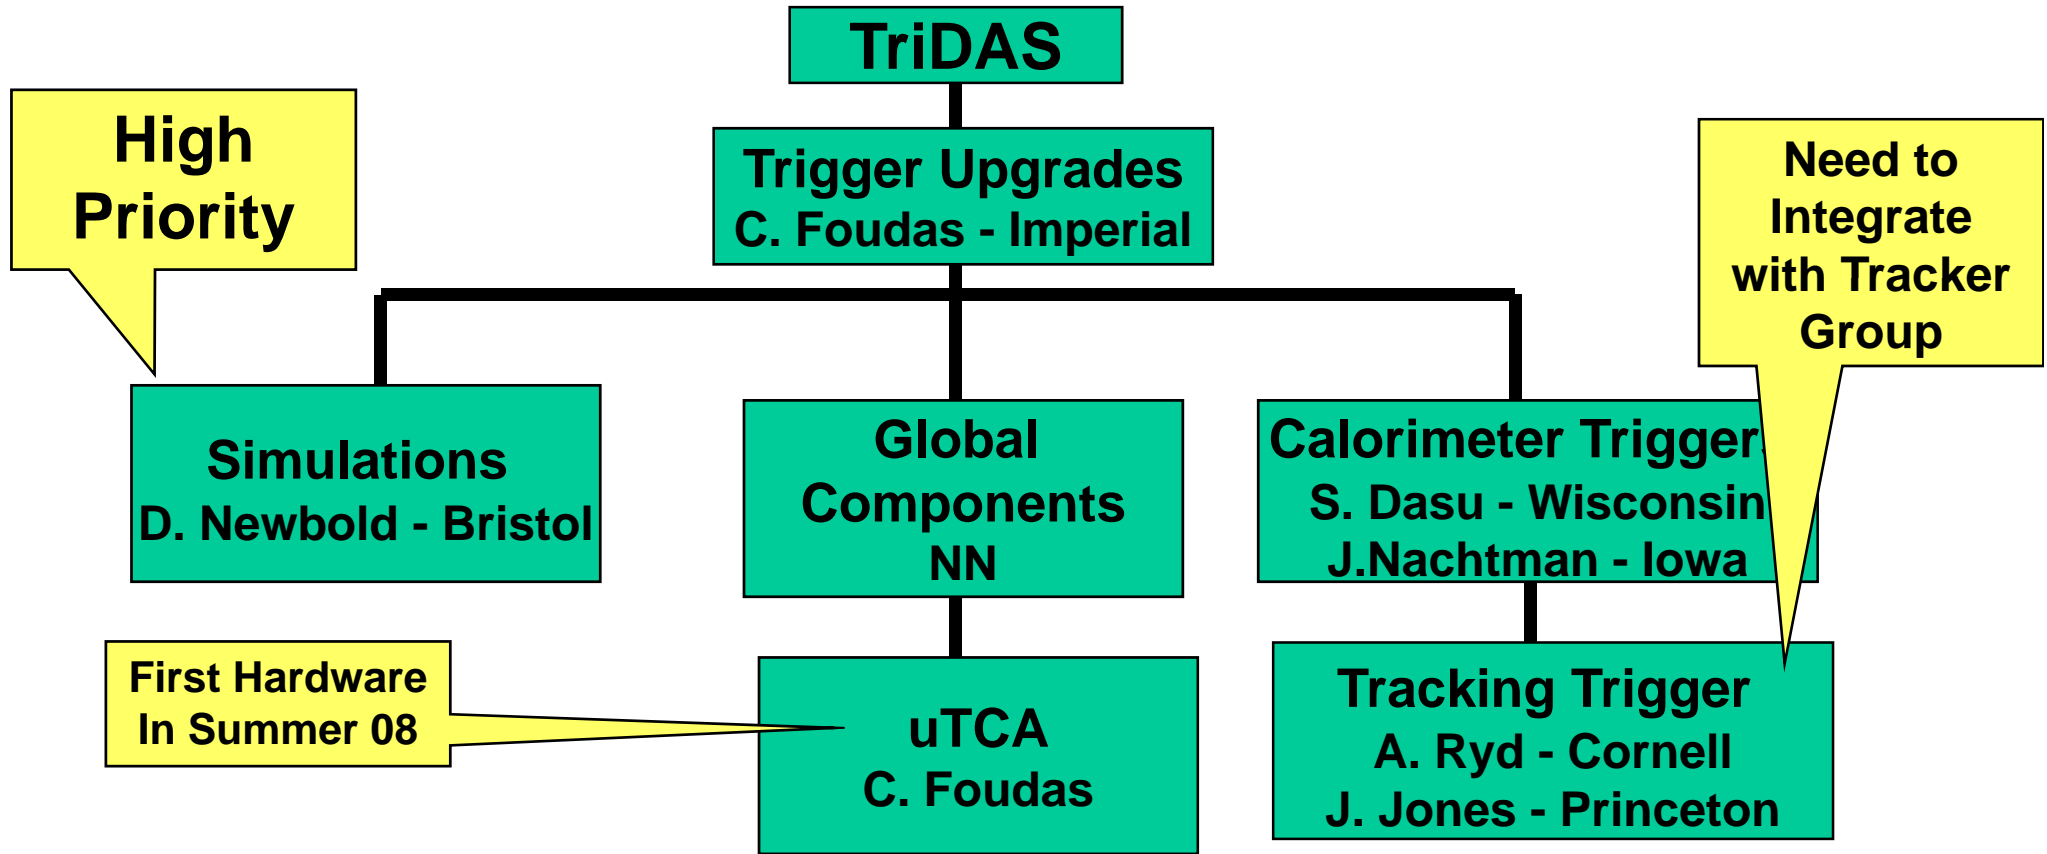 TriDAS
High
Priority
Trigger Upgrades
C. Foudas - Imperial
Need to
Integrate
with Tracker
Group
Simulations
D. Newbold - Bristol
Global
Components
NN
Calorimeter Trigger
S. Dasu - Wisconsin
J.Nachtman - Iowa
First Hardware
In Summer 08
uTCA
C. Foudas
Tracking Trigger
A. Ryd - Cornell
J. Jones - Princeton